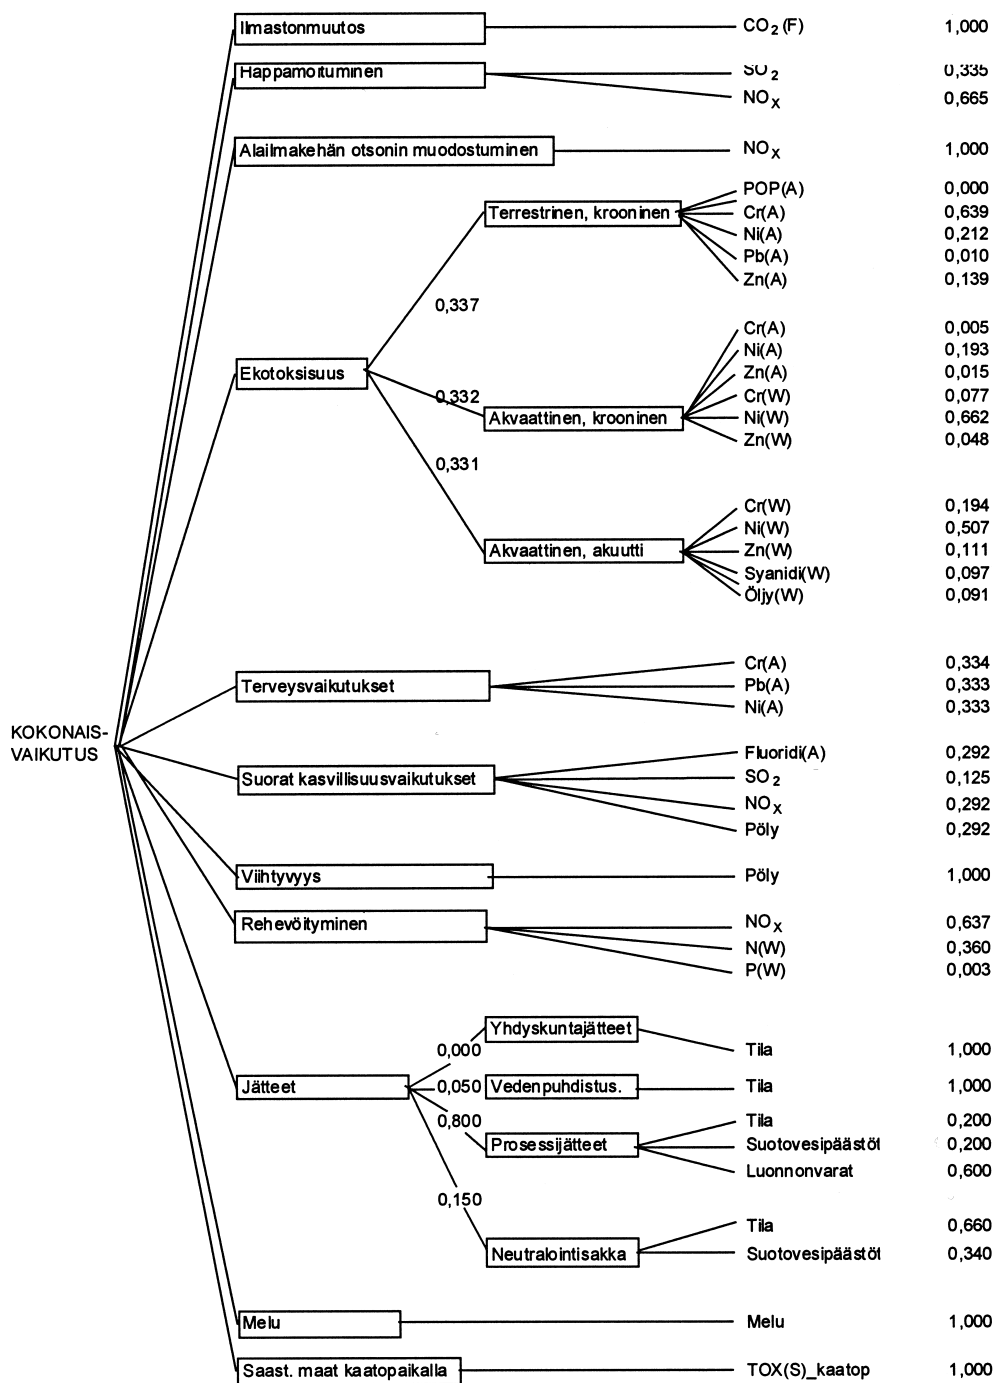 Ilmastonmuutos CO2 (F) 1,000
Happamoituminen SO2 0,335
NOX 0,665
Alailmakehän otsonin muodostuminen NOX 1,000
POP(A) 0,000
Terrestrinen, krooninen Cr(A) 0,639
Ni(A) 0,212
Pb(A) 0,010
Zn(A) 0,139
0,337
Cr(A) 0,005
Ni(A) 0,193
Ekotoksisuus Zn(A) 0,015
0,332 Cr(W) 0,077
Akvaattinen, krooninen Ni(W) 0,662
Zn(W) 0,048
0,331
Cr(W) 0,194
Ni(W) 0,507
Akvaattinen, akuutti Zn(W) 0,111
Syanidi(W) 0,097
Öljy(W) 0,091
Cr(A) 0,334
Terveysvaikutukset Pb(A) 0,333
Ni(A) 0,333
KOKONAIS-
VAIKUTUS
Fluoridi(A) 0,292
Suorat kasvillisuusvaikutukset SO2 0,125
NOX 0,292
Pöly 0,292
Viihtyvyys Pöly 1,000
Rehevöityminen NOX 0,637
N(W) 0,360
P(W) 0,003
Yhdyskuntajätteet
0,000 Tila 1,000
Jätteet 0,050 Vedenpuhdistus. Tila 1,000
0,800 Tila 0,200
Prosessijätteet Suotovesipäästöt 0,200
Luonnonvarat 0,600
0,150
Tila 0,660
Neutralointisakka Suotovesipäästöt 0,340
Melu Melu 1,000
Saast. maat kaatopaikalla TOX(S)_kaatop 1,000